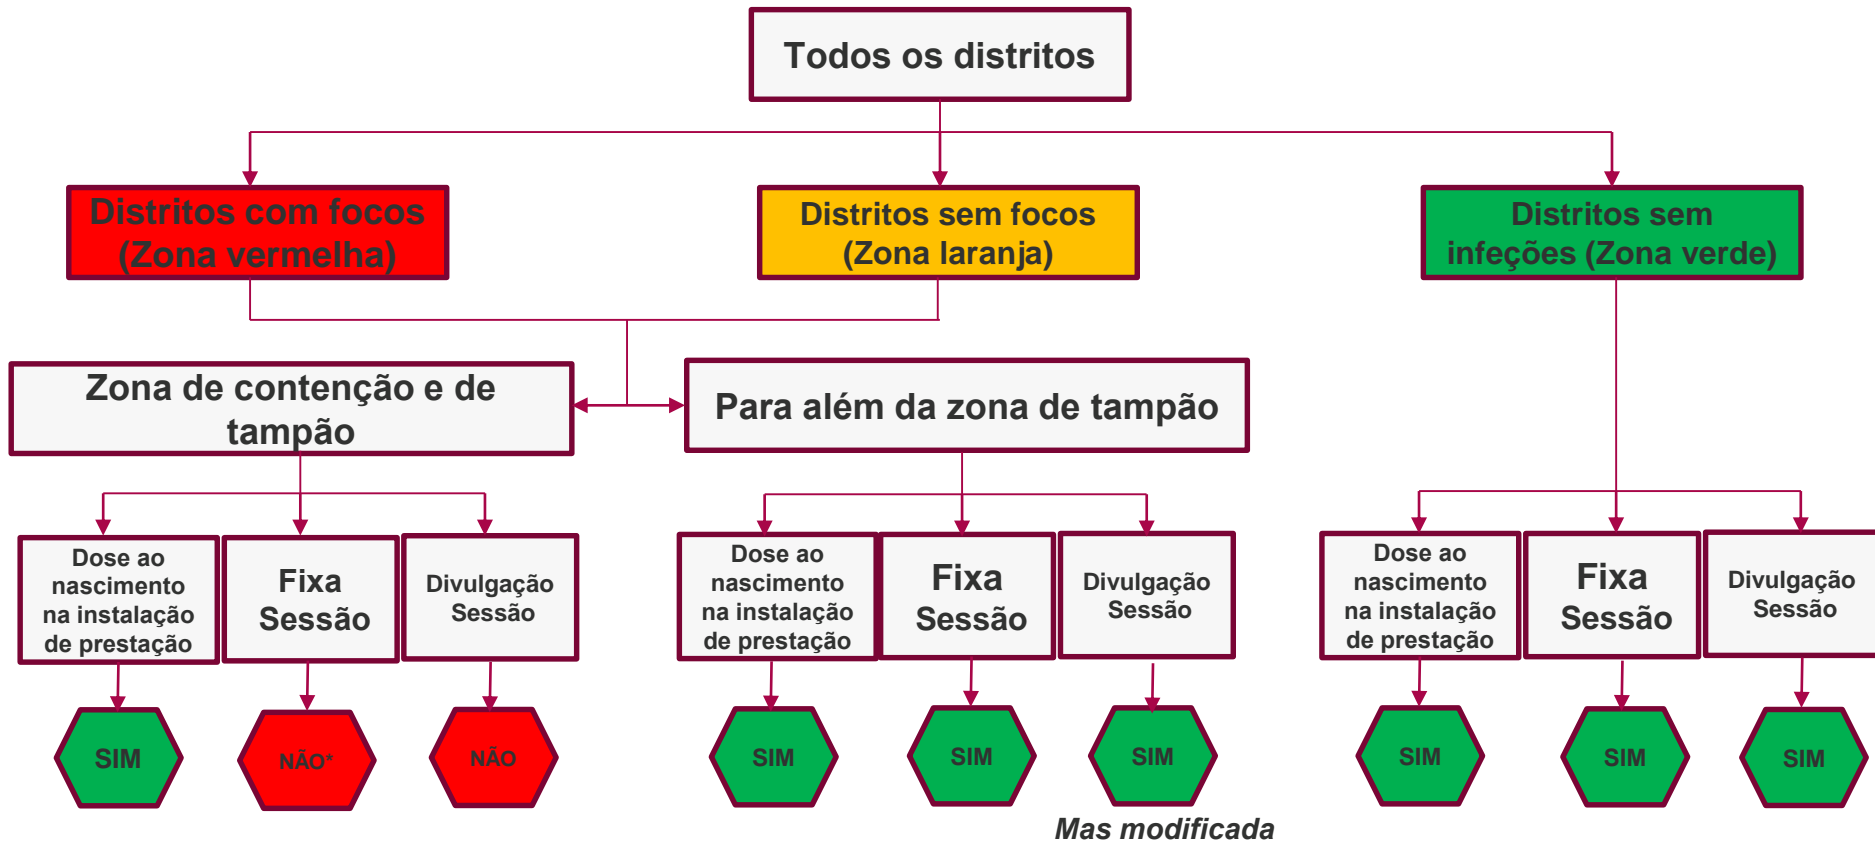 Todos os distritos
Distritos com focos
(Zona vermelha)
Distritos sem focos
(Zona laranja)
Distritos sem
infeções (Zona verde)
Zona de contenção e de
tampão
Para além da zona de tampão
Dose ao
nascimento
na instalação
de prestação
Fixa
Sessão
Divulgação
Sessão
Dose ao
nascimento
na instalação
de prestação
Fixa
Sessão
Divulgação
Sessão
Dose ao
nascimento
na instalação
de prestação
Fixa
Sessão
Divulgação
Sessão
SIM
NÃO*
NÃO
SIM
SIM
SIM
SIM
SIM
SIM
Mas modificada